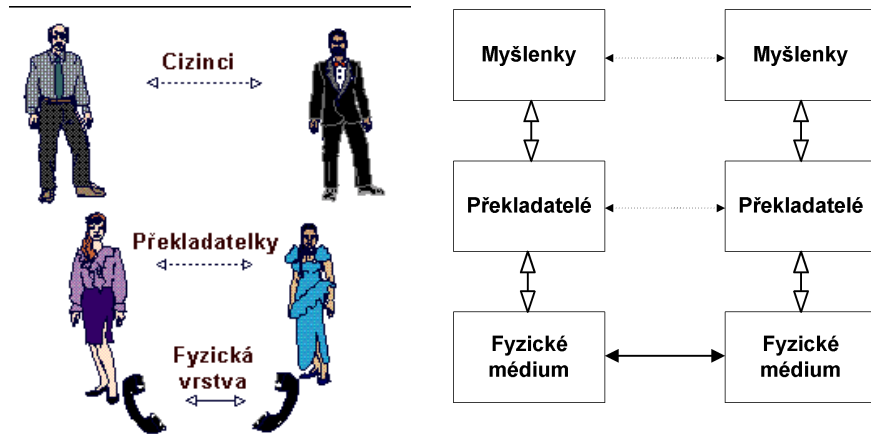 Cizinci
Překladatelky
Fyzická
vrstva
Myšlenky
Myšlenky
Překladatelé
Překladatelé
Fyzické
médium
Fyzické
médium